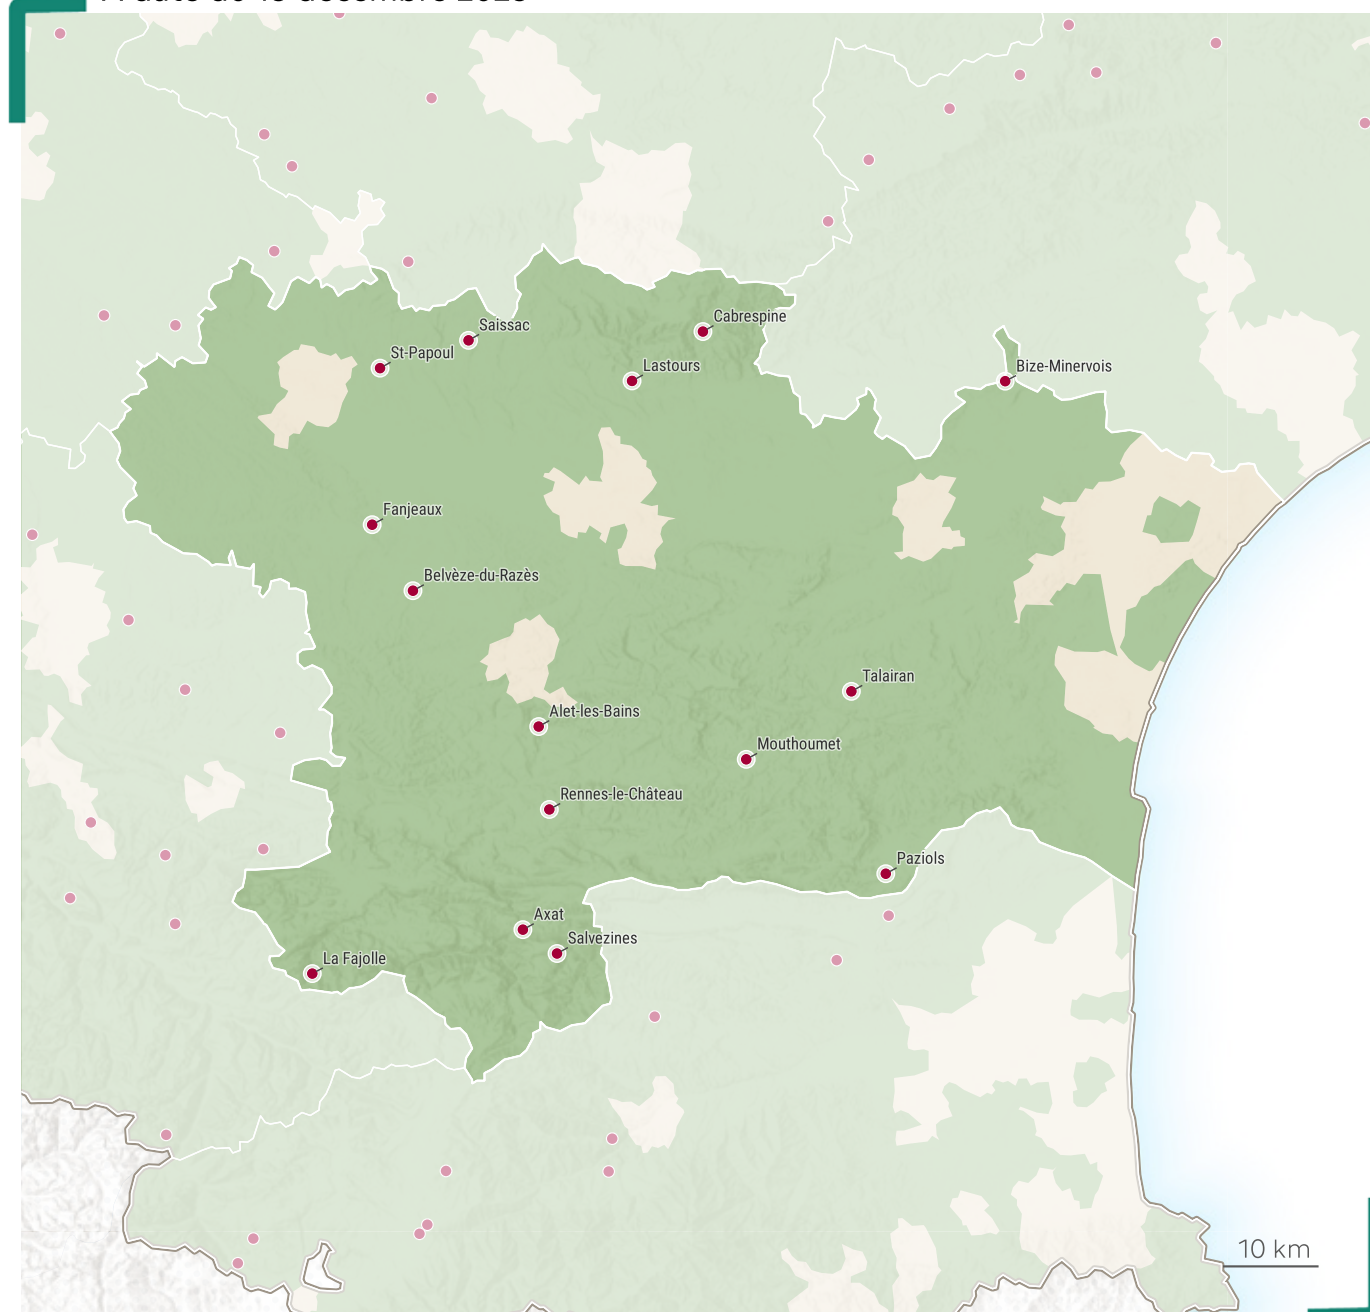 Saissac
Cabrespine
St-Papoul
Lastours
Bize-Minervois
Fanjeaux
Belvèze-du-Razès
Talairan
Alet-les-Bains
Mouthoumet
Rennes-le-Château
Paziols
Axat
Salvezines
La Fajolle
10 km